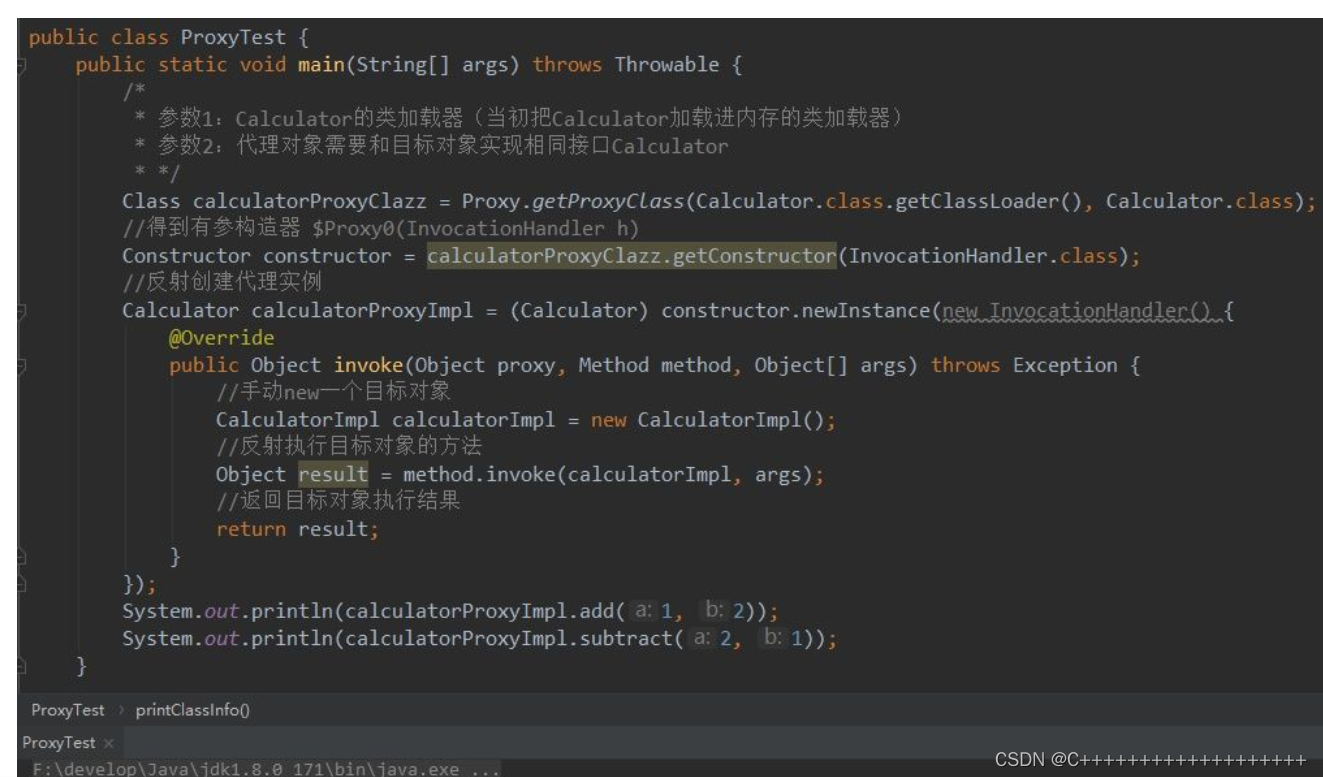 public class ProxyTest {
public static void main(String[] args) throws Throwable {
/*
* 参数1：Calculator的类加载器（当初把Calculator加载进内存的类加载器）
* 参数2：代理对象需要和目标对象实现相同接口Calculator
* */
Class calculatorProxyClazz = Proxy.getProxyClass(Calculator.class.getClassLoader(), Calculator.class);
//得到有参构造器 $Proxy0(InvocationHandler h)
Constructor constructor = calculatorProxyClazz.getConstructor(InvocationHandler.class);
//反射创建代理实例
Calculator calculatorProxyImpl = (Calculator) constructor.newInstance(new InvocationHandler() {
@Override
public Object invoke(Object proxy, Method method, Object[] args) throws Exception {
//手动new一个目标对象
CalculatorImpl calculatorImpl = new CalculatorImpl();
//反射执行目标对象的方法
Object result = method.invoke(calculatorImpl, args);
//返回目标对象执行结果
return result;
}
});
System.out.println(calculatorProxyImpl.add( a: 1, b: 2));
System.out.println(calculatorProxyImpl.subtract( a: 2, b: 1));
}
ProxyTest › printClassInfo()
ProxyTest ×
F:\develop\Java\jdk1.8.0_171\bin\java.exe ...
CSDN @C+++++++++++++++++++